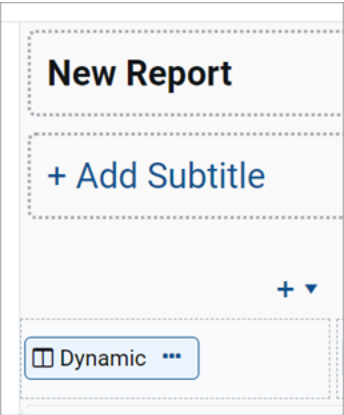 New Report
+ Add Subtitle
+
Dynamic •••